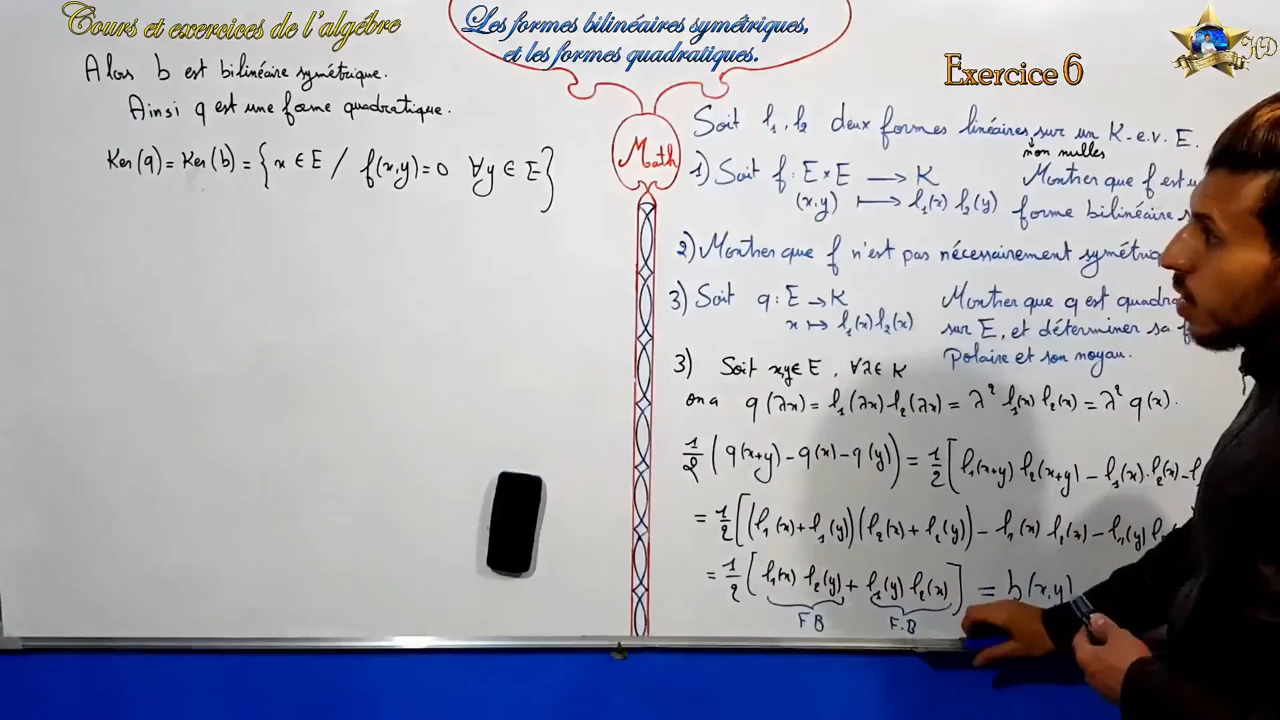 Cours et exercices de l'algébre
Les formes bilinéaires symétriques,
et les formes quadratiques.
Exercice 6
HD
Alors b est bilinéaire symétrique.
Ainsi q est une forme quadratique.
Ker(q) = Ker(b) = { x ∈ E / f(x,y) = 0 ∀y ∈ E }
Math
Soit l₁, l₂ deux formes linéaires sur un K-e.v. E.
non nulles
1) Soit f : E × E → K Montrer que f est
(x,y) ↦ l₁(x) l₂(y) forme bilinéaire
2) Montrer que f n'est pas nécessairement
3) Soit q : E → K Montrer que q est
x ↦ l₁(x) l₂(x) sur E, et déterminer sa
Polaire et son noyau.
3) Soit x,y ∈ E, ∀λ ∈ K
on a q(λx) = l₁(λx) l₂(λx) = λ² l₁(x) l₂(x) = λ² q(x).
1/2 (q(x+y) - q(x) - q(y)) = 1/2 [l₁(x+y) l₂(x+y) - l₁(x). l₂(x) -
= 1/2 [(l₁(x) + l₁(y)) (l₂(x) + l₂(y)) - l₁(x) l₂(x) - l₁(y)
= 1/2 [l₁(x) l₂(y) + l₁(y) l₂(x)] = b(x,y)
FB F.B